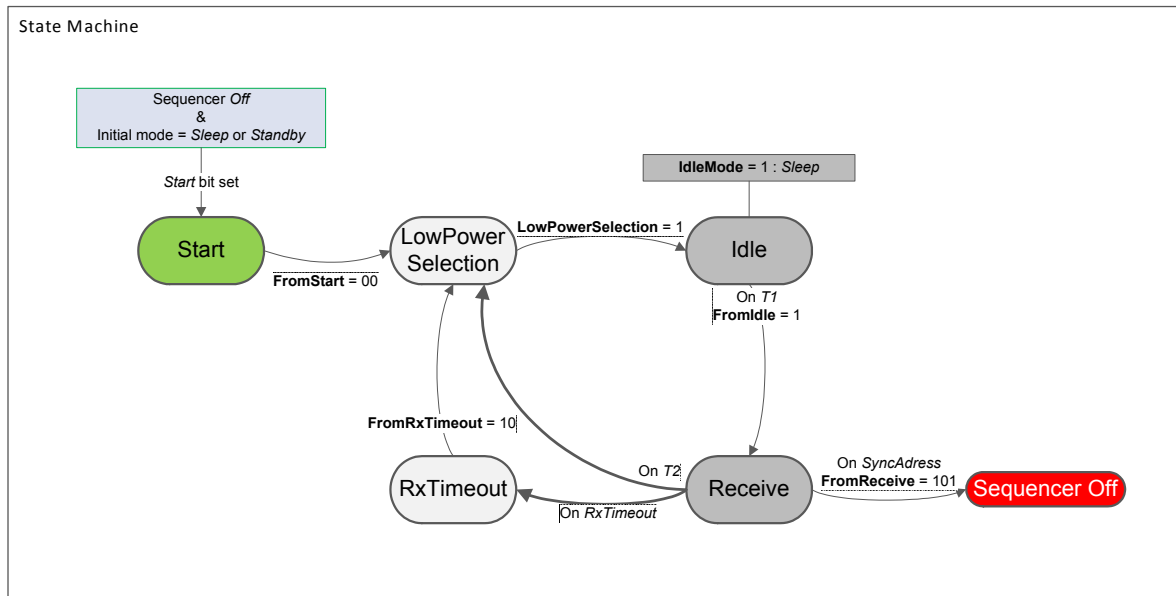 State Machine
Sequencer Off
&
Initial mode = Sleep or Standby
IdleMode = 1 : Sleep
Start bit set
Start
LowPower
Selection
LowPowerSelection = 1
Idle
FromStart = 00
On T1
FromIdle = 1
FromRxTimeout = 10
On T2
On SyncAdress
FromReceive = 101
RxTimeout
Receive
Sequencer Off
On RxTimeout